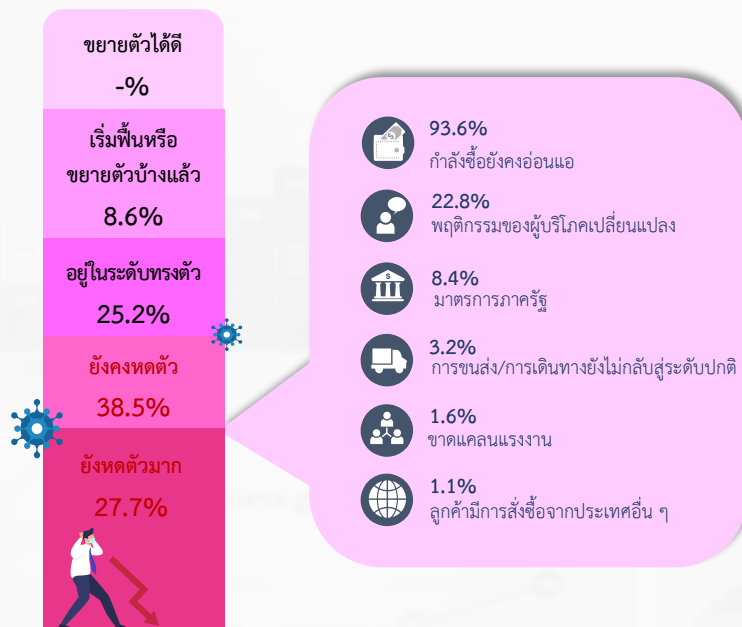 ขยายตัวได้ดี
-%
เริ่มฟื้นหรือ
ขยายตัวบ้างแล้ว
8.6%
อยู่ในระดับทรงตัว
25.2%
ยังคงหดตัว
38.5%
ยังหดตัวมาก
27.7%
93.6%
กำลังซื้อยังคงอ่อนแอ
22.8%
พฤติกรรมของผู้บริโภคเปลี่ยนแปลง
8.4%
มาตรการภาครัฐ
3.2%
การขนส่ง/การเดินทางยังไม่กลับสู่ระดับปกติ
1.6%
ขาดแคลนแรงงาน
1.1%
ลูกค้ามีการสั่งซื้อจากประเทศอื่น ๆ